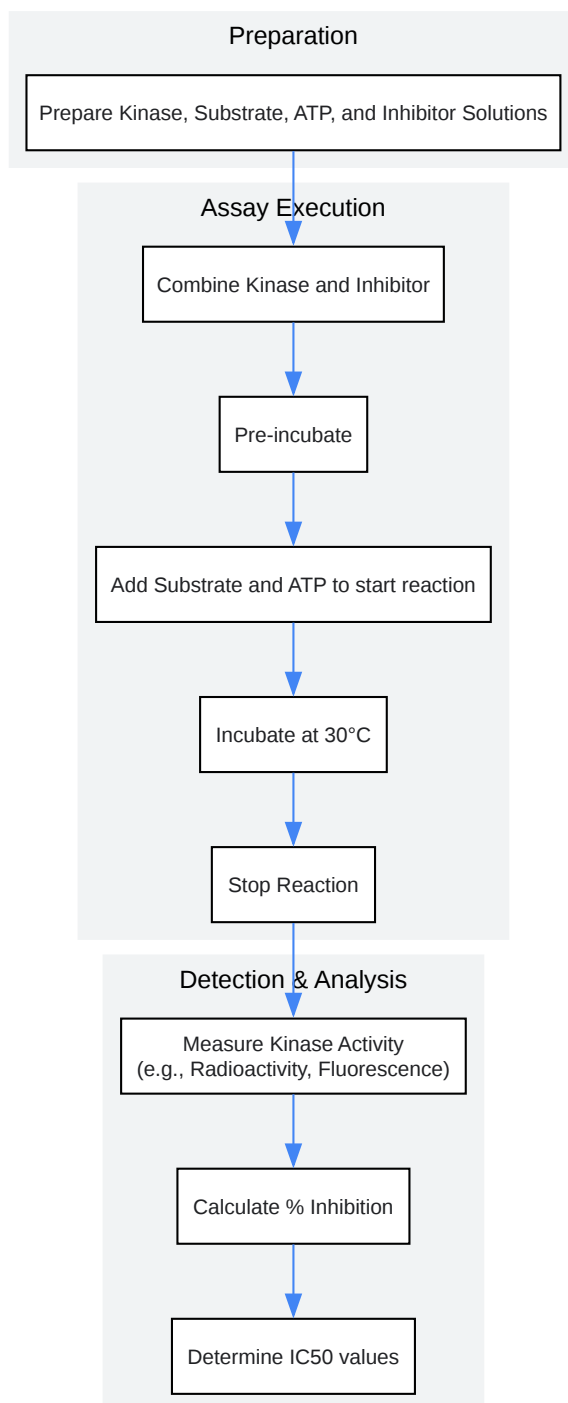 Preparation
Prepare Kinase, Substrate, ATP, and Inhibitor Solutions
Assay Execution
Combine Kinase and Inhibitor
Pre-incubate
Add Substrate and ATP to start reaction
Incubate at 30°C
Stop Reaction
Detection & Analysis
Measure Kinase Activity
(e.g., Radioactivity, Fluorescence)
Calculate % Inhibition
Determine IC50 values